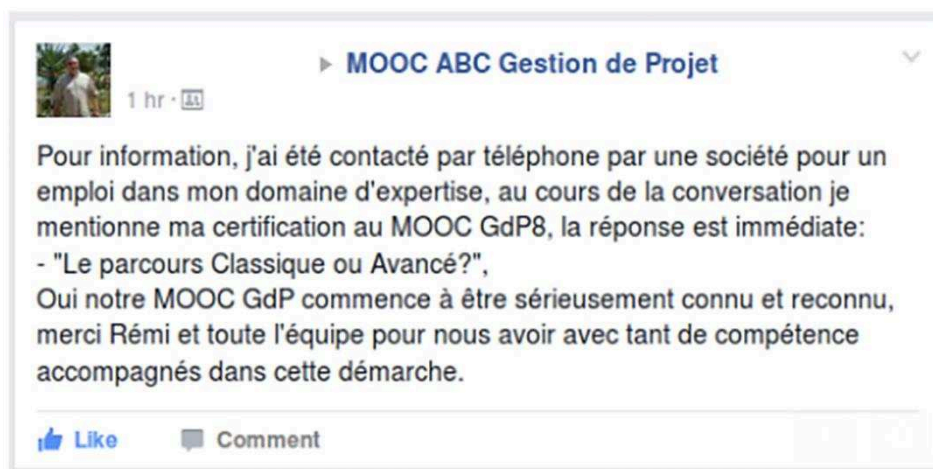 MOOC ABC Gestion de Projet
1 hr ·
Pour information, j'ai été contacté par téléphone par une société pour un
emploi dans mon domaine d'expertise, au cours de la conversation je
mentionne ma certification au MOOC GdP8, la réponse est immédiate:
- "Le parcours Classique ou Avancé?",
Oui notre MOOC GdP commence à être sérieusement connu et reconnu,
merci Rémi et toute l'équipe pour nous avoir avec tant de compétence
accompagnés dans cette démarche.
Like Comment